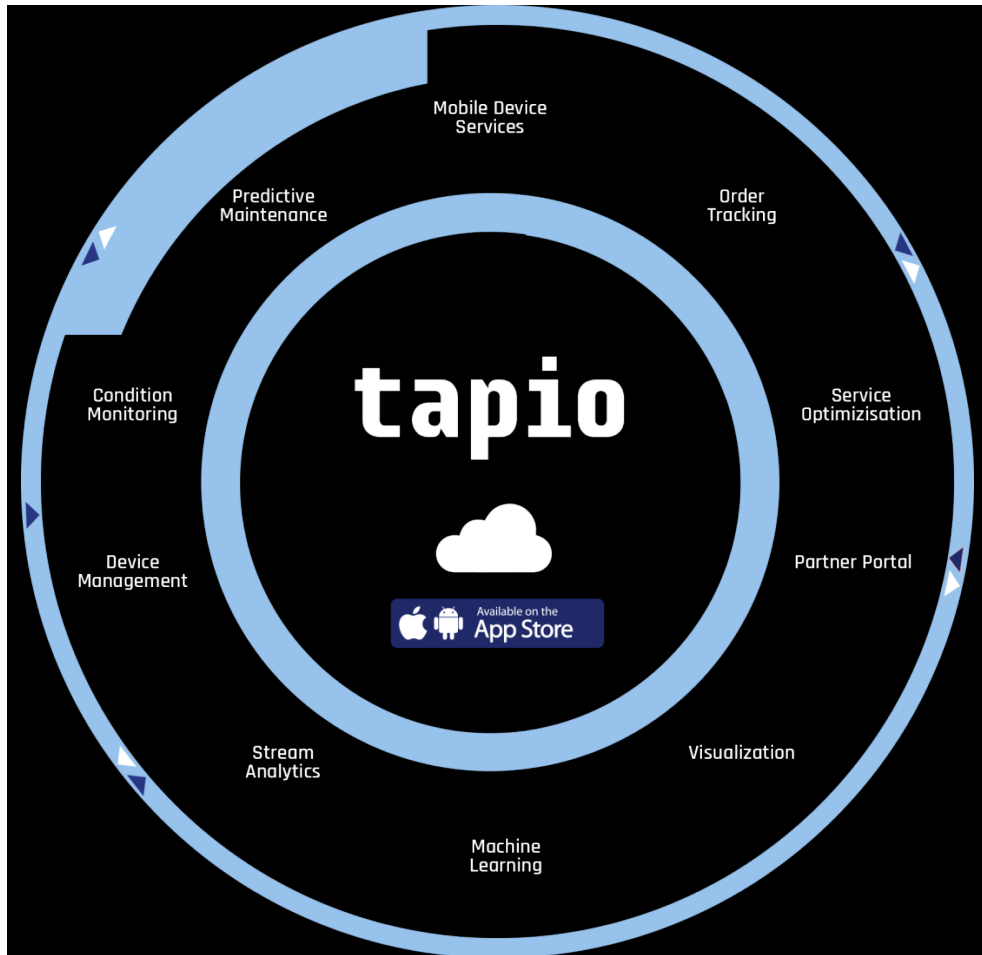 Mobile Device
Services
Predictive
Maintenance
Order
Tracking
tapio
Condition
Monitoring
Service
Optimizisation
Device
Management
Partner Portal
Available on the
App Store
Stream
Analytics
Visualization
Machine
Learning